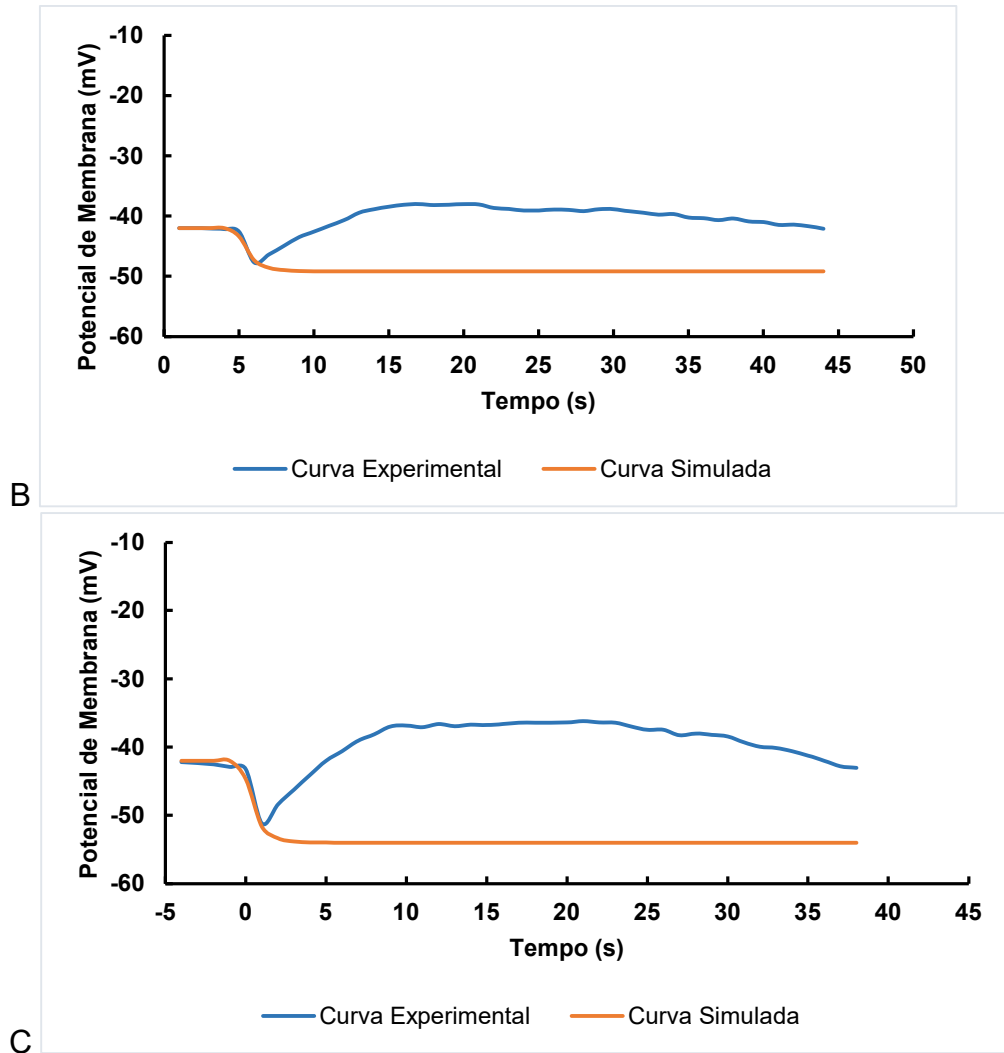 -10
-20
-30
-40
-50
-60
0 5 10 15 20 25 30 35 40 45 50
Potencial de Membrana (mV)
Tempo (s)
Curva Experimental Curva Simulada
B
-10
-20
-30
-40
-50
-60
-5 0 5 10 15 20 25 30 35 40 45
Potencial de Membrana (mV)
Tempo (s)
Curva Experimental Curva Simulada
C